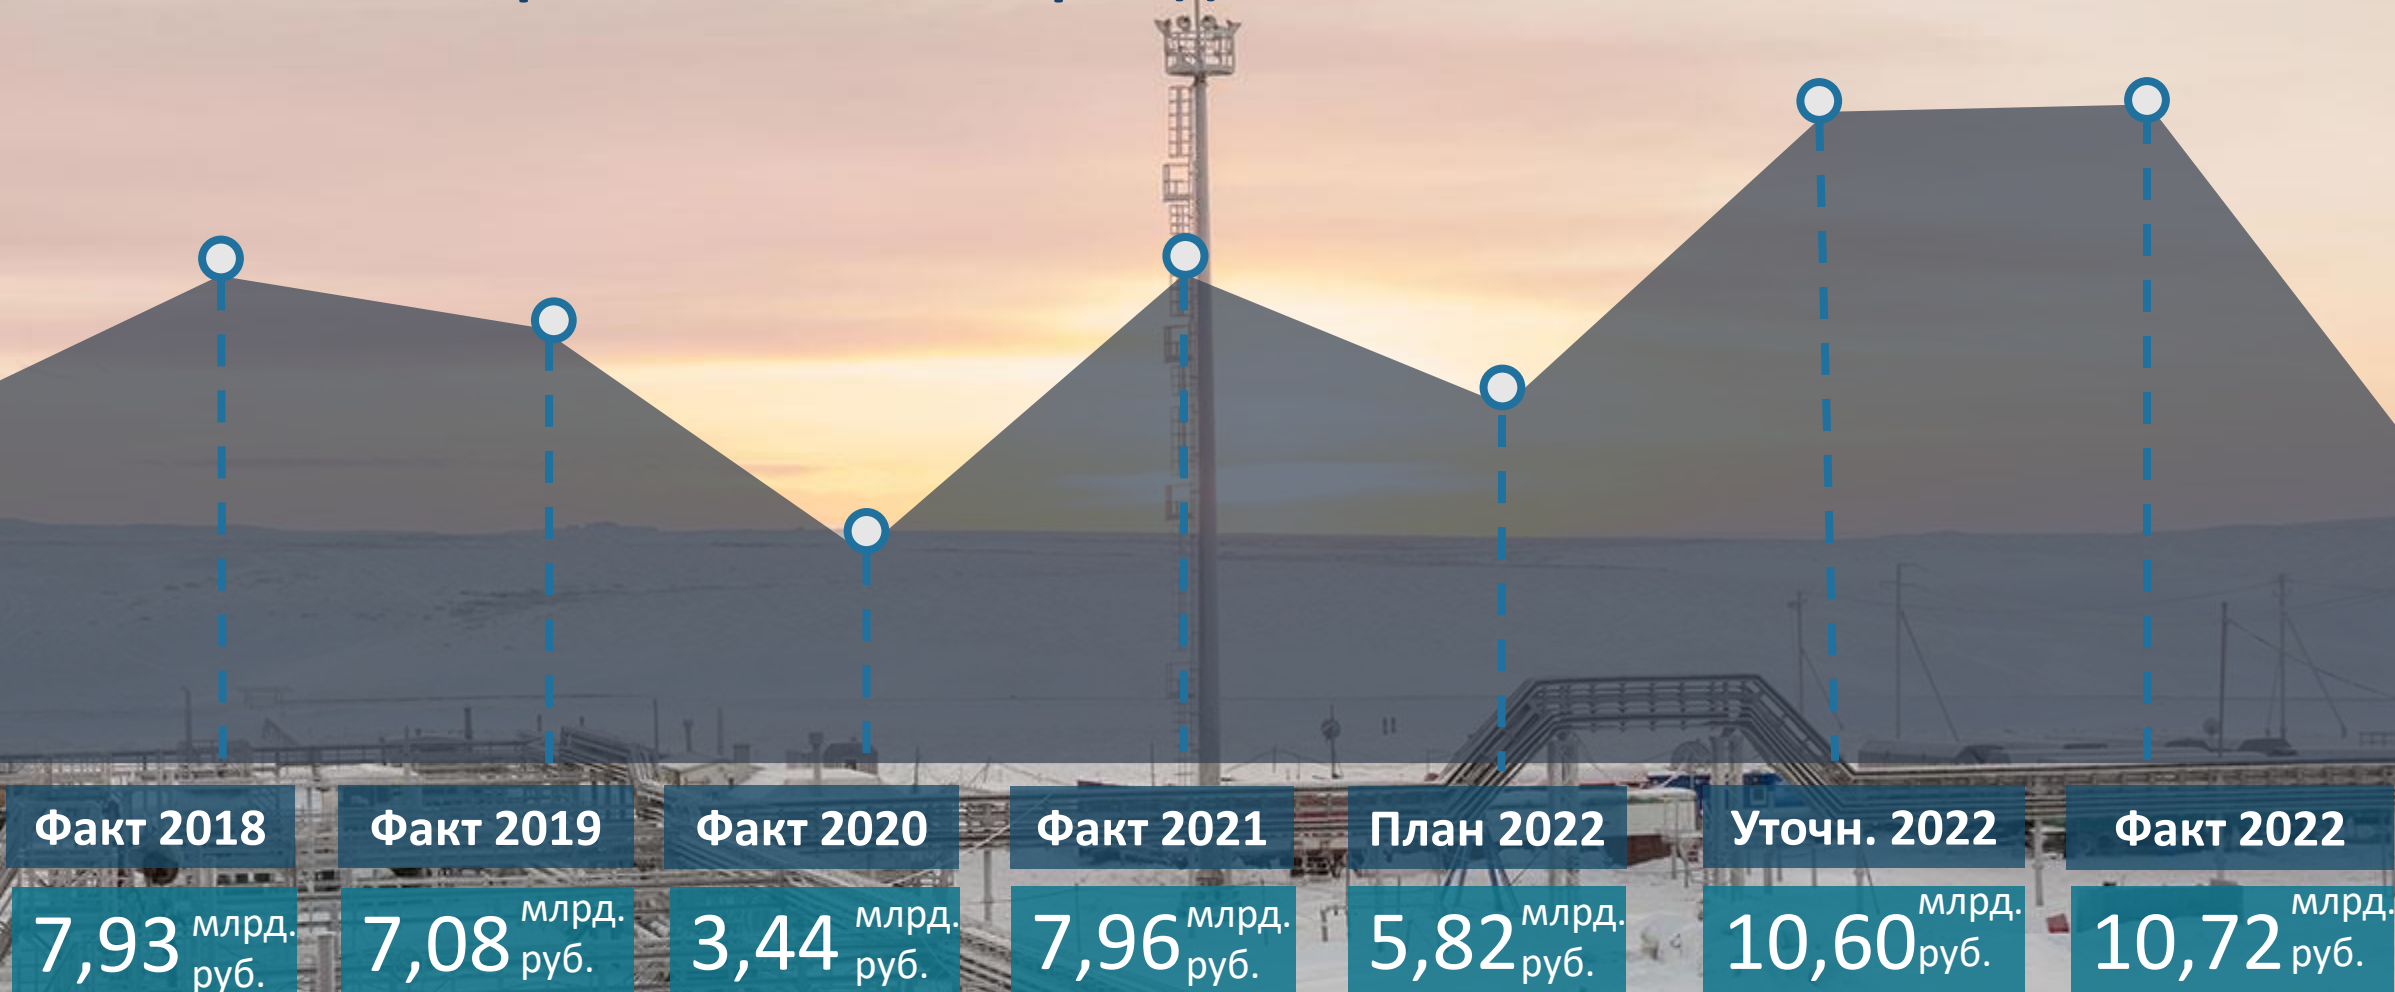 Факт 2018
Факт 2019
Факт 2020
Факт 2021
План 2022
Уточн. 2022
Факт 2022
7,93 млрд.
руб.
7,08 млрд.
руб.
3,44 млрд.
руб.
7,96 млрд.
руб.
5,82 млрд.
руб.
10,60 млрд.
руб.
10,72 млрд.
руб.